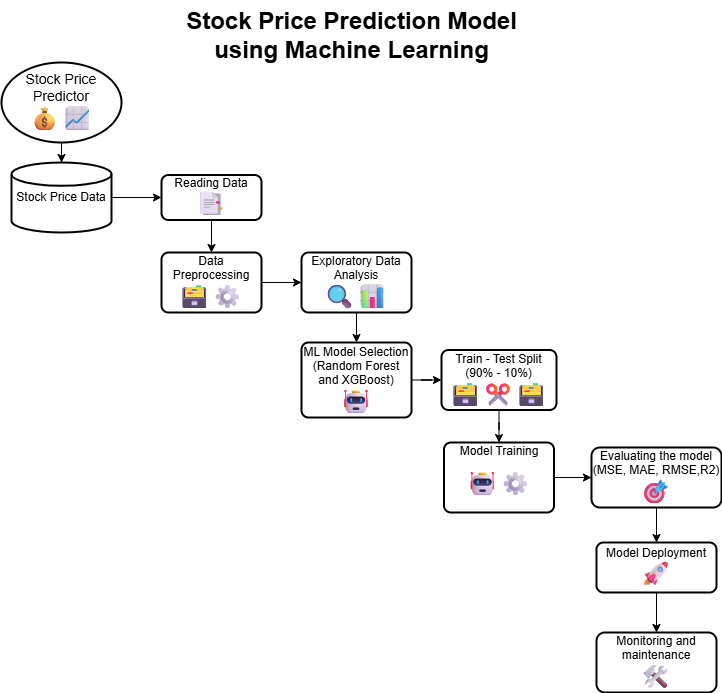 Stock Price Prediction Model
using Machine Learning
Stock Price
Predictor
Stock Price Data
Reading Data
Data
Preprocessing
Exploratory Data
Analysis
ML Model Selection
(Random Forest
and XGBoost)
Train - Test Split
(90% - 10%)
Model Training
Evaluating the model
(MSE, MAE, RMSE,R2)
Model Deployment
Monitoring and
maintenance